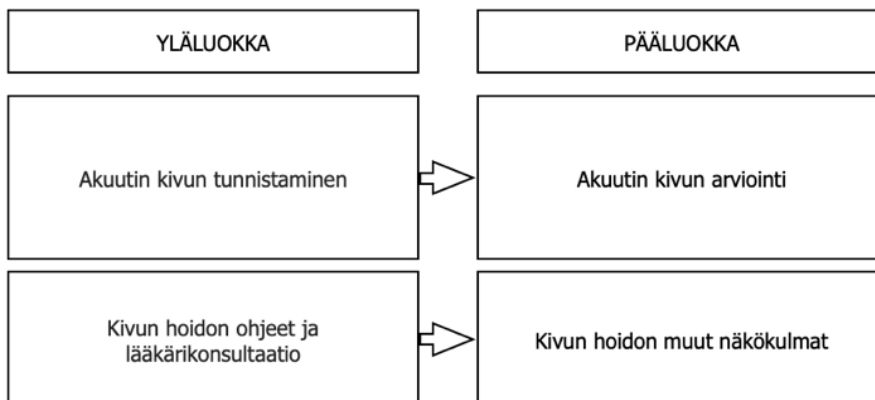 YLÄLUOKKA
PÄÄLUOKKA
Akuutin kivun tunnistaminen
Akuutin kivun arviointi
Kivun hoidon ohjeet ja
lääkärikonsultaatio
Kivun hoidon muut näkökulmat